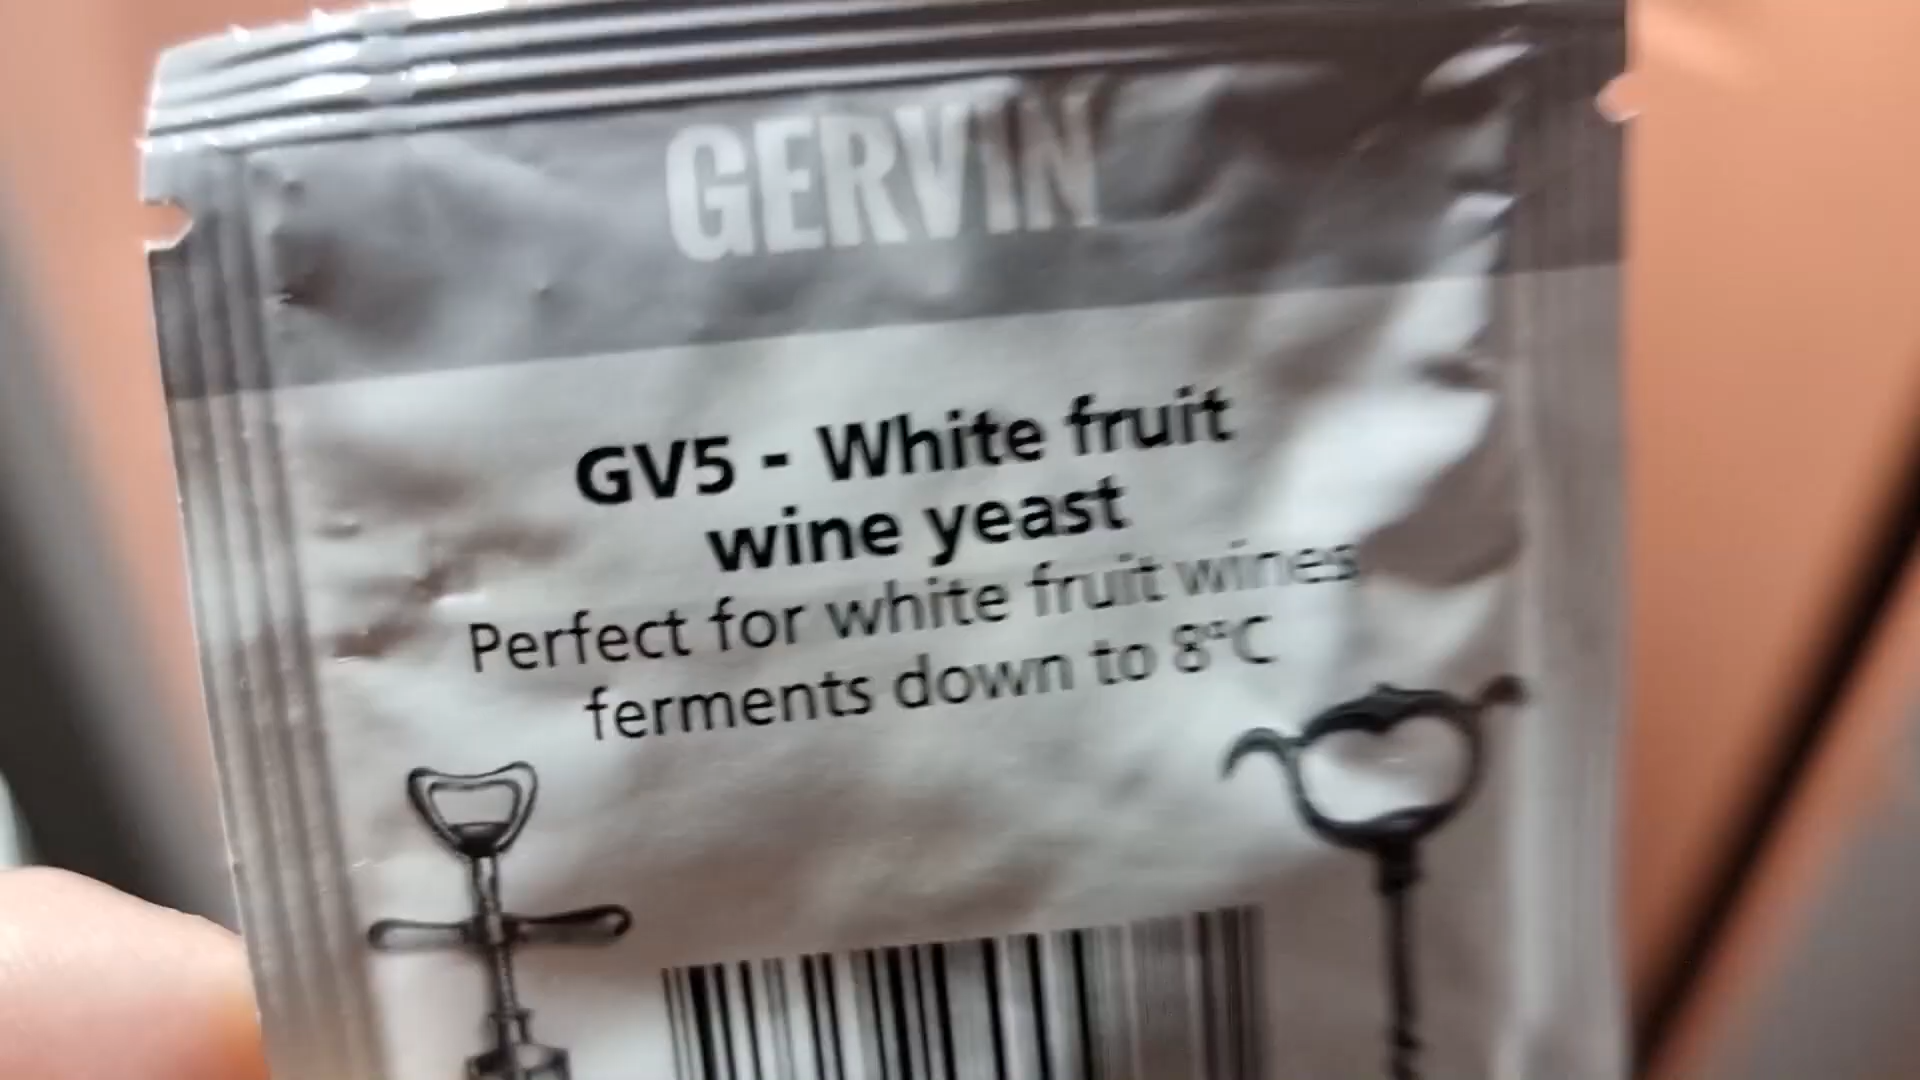 GERVIN
GV5 - White fruit
wine yeast
Perfect for white fruit wines
ferments down to 8°C